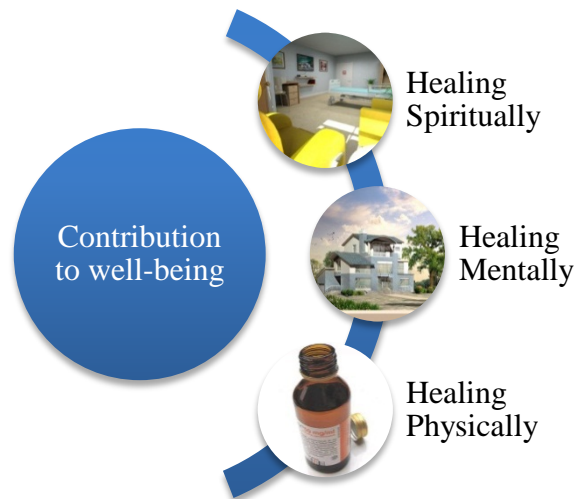 Healing
Spiritually
Contribution
to well-being
Healing
Mentally
Healing
Physically